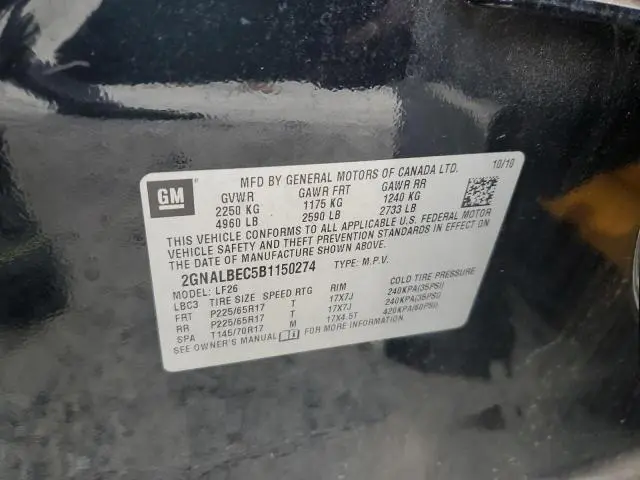 MFD BY GENERAL MOTORS OF CANADA LTD. 10/10
GM
GVWR GAWR FRT GAWR RR
2250 KG 1175 KG 1240 KG
4960 LB 2590 LB 2733 LB
THIS VEHICLE CONFORMS TO ALL APPLICABLE U.S. FEDERAL MOTOR
VEHICLE SAFETY AND THEFT PREVENTION STANDARDS IN EFFECT ON
THE DATE OF MANUFACTURE SHOWN ABOVE.
2GNALBEC5B1150274 TYPE: M.P.V.
MODEL: LF26
LBC3 TIRE SIZE SPEED RTG RIM COLD TIRE PRESSURE
FRT P225/65R17 T 17X7J 240KPA(35PSI)
RR P225/65R17 T 17X7J 240KPA(35PSI)
SPA T145/70R17 M 17X4.5T 420KPA(60PSI)
SEE OWNER'S MANUAL FOR MORE INFORMATION.